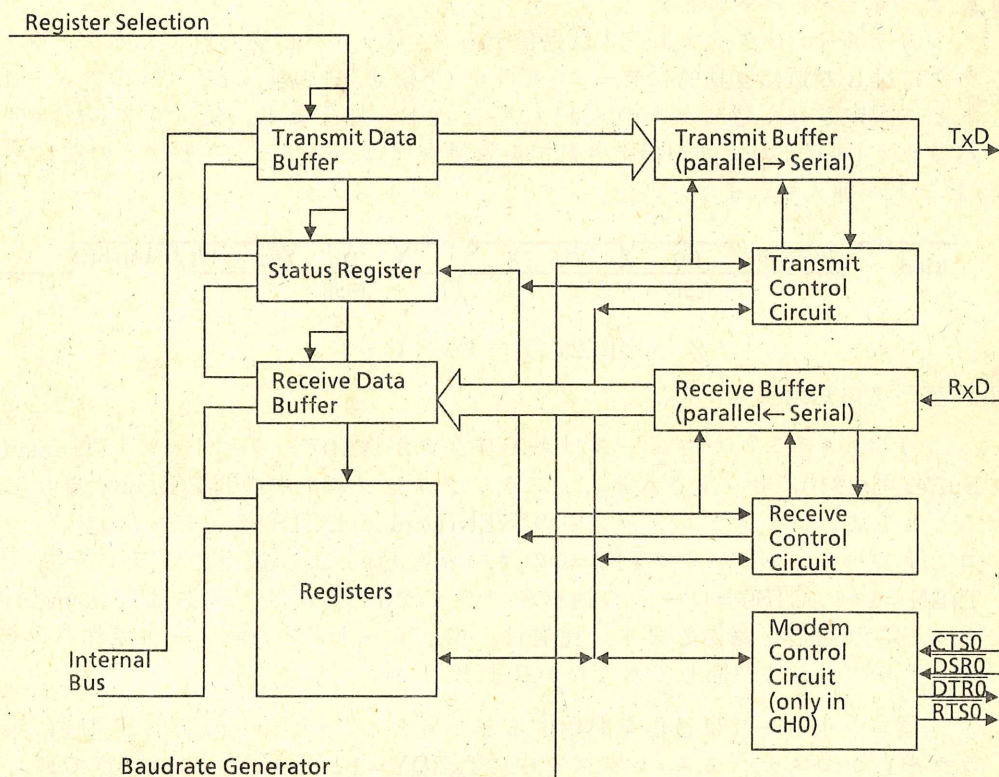 Register Selection
Transmit Data
Buffer
Transmit Buffer
(parallel→Serial)
TXD
Status Register
Transmit
Control
Circuit
Receive Data
Buffer
Receive Buffer
(parallel←Serial)
RXD
Receive
Control
Circuit
Registers
Modem
Control
Circuit
(only in
CH0)
CTS0
DSR0
DTR0
RTS0
Internal
Bus
Baudrate Generator